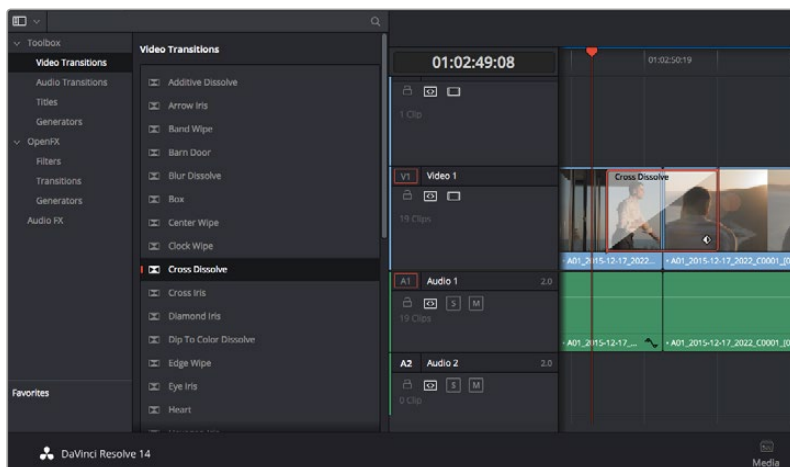 Toolbox
Video Transitions
Audio Transitions
Titles
Generators
OpenFX
Filters
Transitions
Generators
Audio FX
Favorites
Video Transitions
Additive Dissolve
Arrow Iris
Band Wipe
Barn Door
Blur Dissolve
Box
Center Wipe
Clock Wipe
Cross Dissolve
Cross Iris
Diamond Iris
Dip To Color Dissolve
Edge Wipe
Eye Iris
Heart
01:02:49:08
1 Clip
V1 Video 1
19 Clips
A1 Audio 1 2.0
S M
19 Clips
A2 Audio 2 2.0
S M
0 Clip
01:02:50:19
Cross Dissolve
A01_2015-12-17_2022... A01_2015-12-17_2022_C0001_[0
A01_2015-12-17_... A01_2015-12-17_2022_C0001_[0
DaVinci Resolve 14
Media